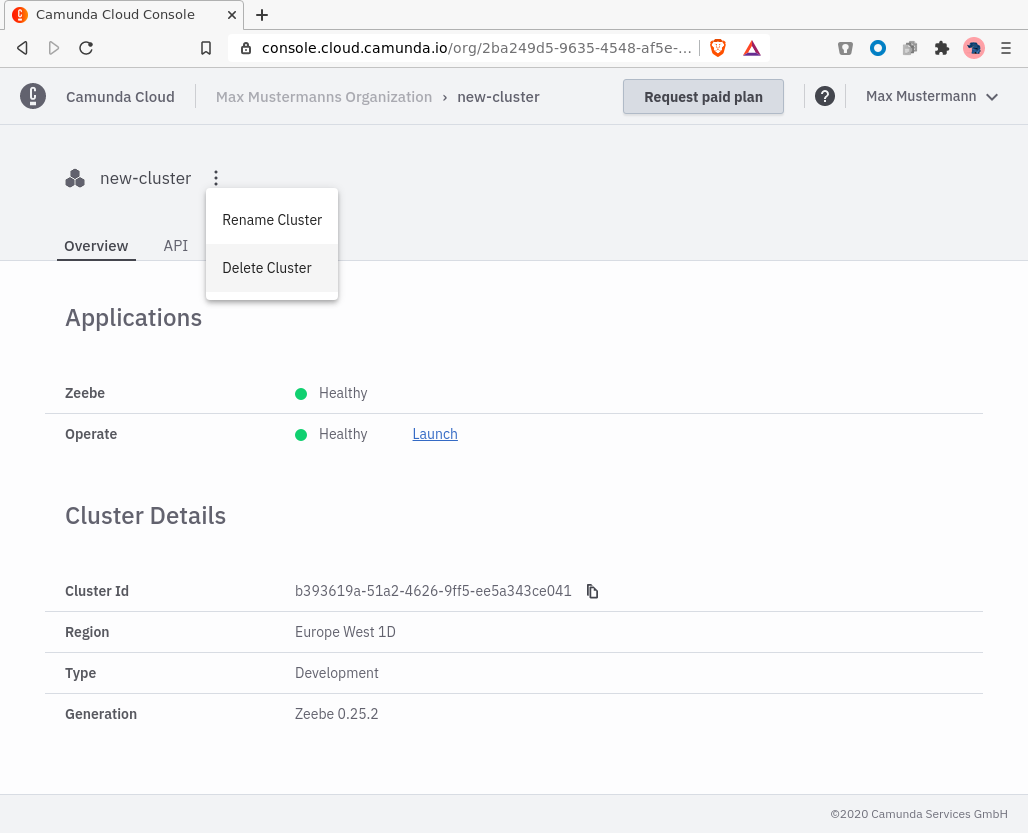 Camunda Cloud Console
console.cloud.camunda.io/org/2ba249d5-9635-4548-af5e-...
Camunda Cloud
Max Mustermanns Organization › new-cluster
Request paid plan
?
Max Mustermann
new-cluster
Rename Cluster
Delete Cluster
Overview
API
Applications
Zeebe Healthy
Operate Healthy Launch
Cluster Details
Cluster Id b393619a-51a2-4626-9ff5-ee5a343ce041
Region Europe West 1D
Type Development
Generation Zeebe 0.25.2
©2020 Camunda Services GmbH